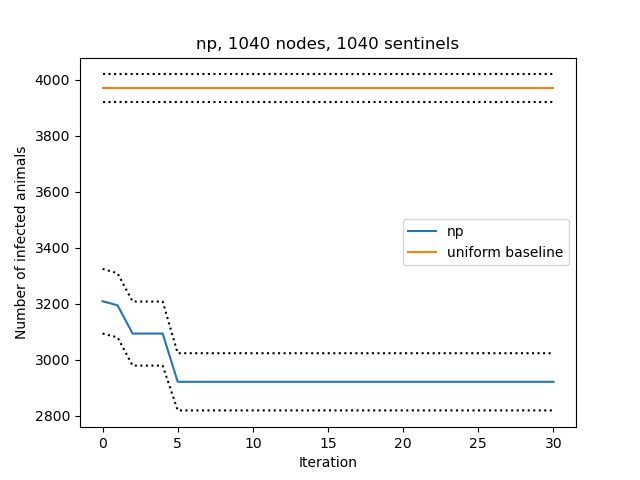 np, 1040 nodes, 1040 sentinels
Number of infected animals
4000
3800
3600
3400
3200
3000
2800
np
uniform baseline
0 5 10 15 20 25 30
Iteration